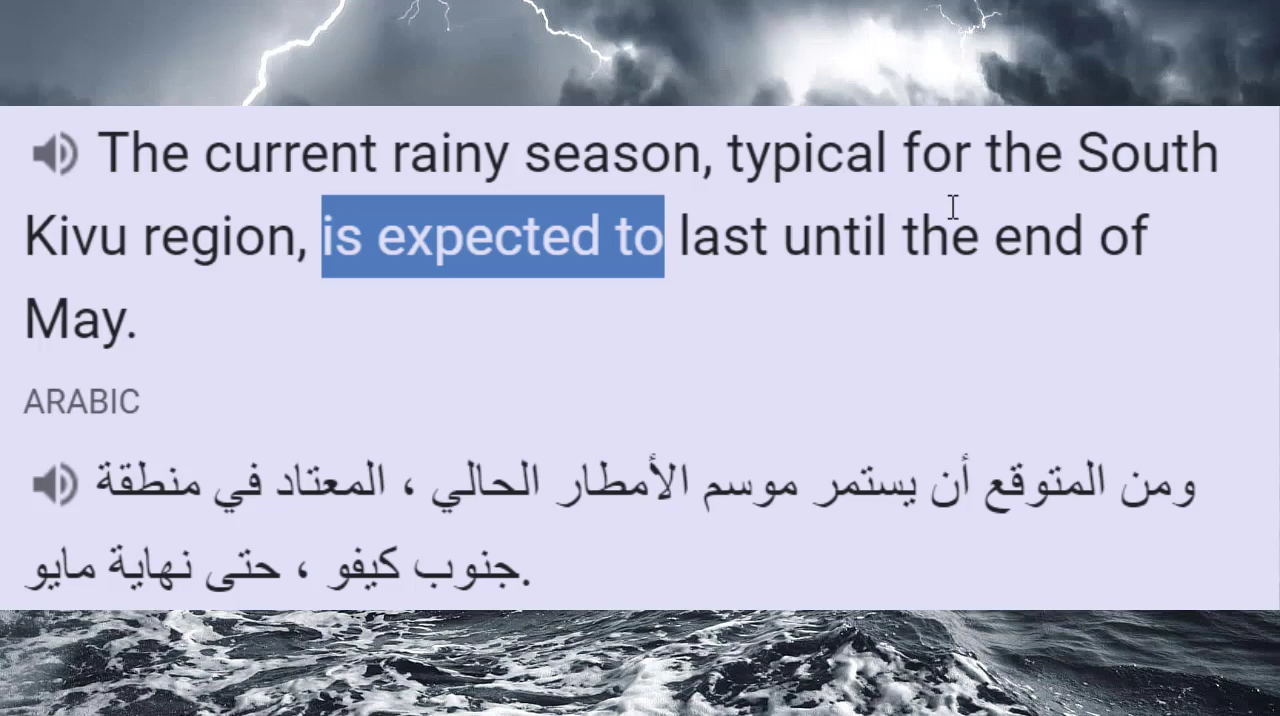 The current rainy season, typical for the South
Kivu region, is expected to last until the end of
May.
ARABIC
ومن المتوقع أن يستمر موسم الأمطار الحالي ، المعتاد في منطقة
جنوب كيفو ، حتى نهاية مايو.